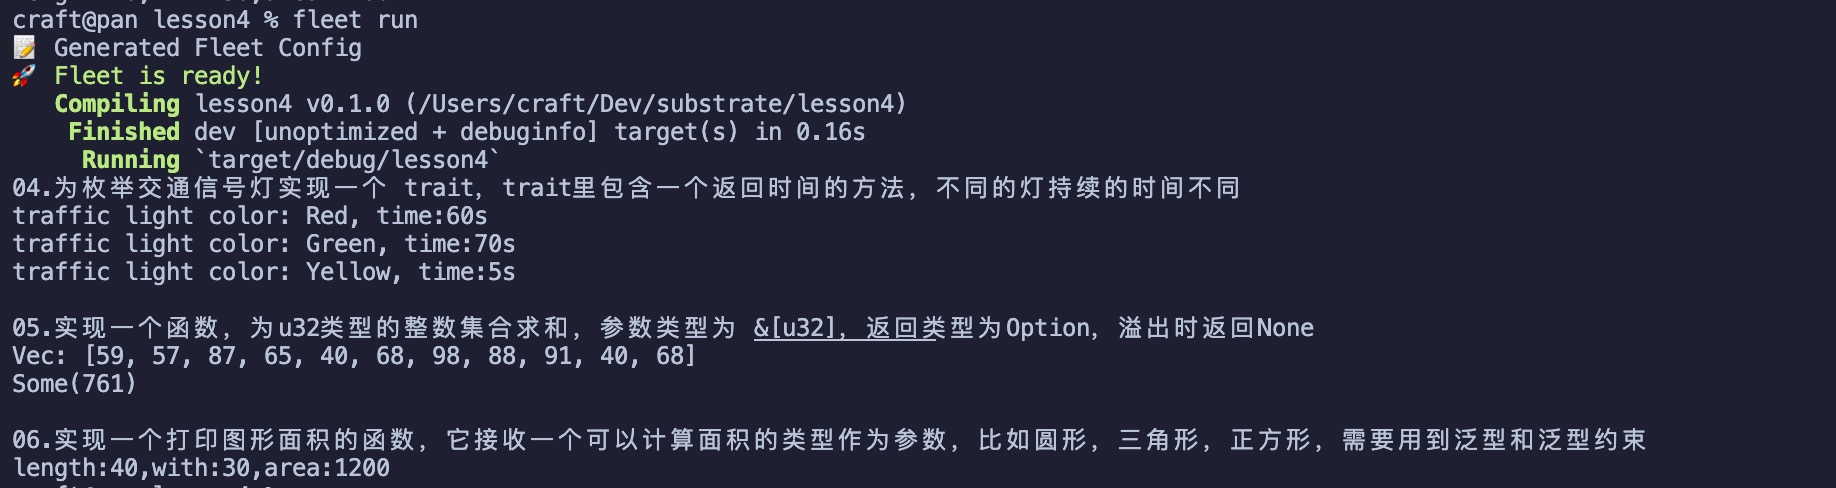 craft@pan lesson4 % fleet run
📝 Generated Fleet Config
🚀 Fleet is ready!
Compiling lesson4 v0.1.0 (/Users/craft/Dev/substrate/lesson4)
Finished dev [unoptimized + debuginfo] target(s) in 0.16s
Running `target/debug/lesson4`
04.为枚举交通信号灯实现一个 trait, trait里包含一个返回时间的方法, 不同的灯持续的时间不同
traffic light color: Red, time:60s
traffic light color: Green, time:70s
traffic light color: Yellow, time:5s
05.实现一个函数, 为u32类型的整数集合求和, 参数类型为 &[u32], 返回类型为Option, 溢出时返回None
Vec: [59, 57, 87, 65, 40, 68, 98, 88, 91, 40, 68]
Some(761)
06.实现一个打印图形面积的函数, 它接收一个可以计算面积的类型作为参数, 比如圆形, 三角形, 正方形, 需要用到泛型和泛型约束
length:40,with:30,area:1200